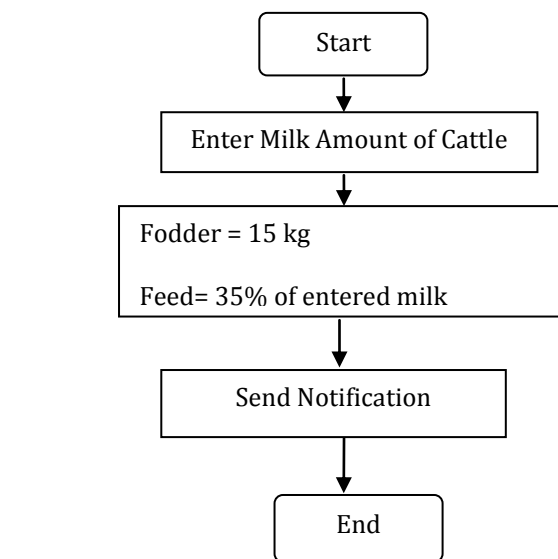 Start
Enter Milk Amount of Cattle
Fodder = 15 kg
Feed= 35% of entered milk
Send Notification
End